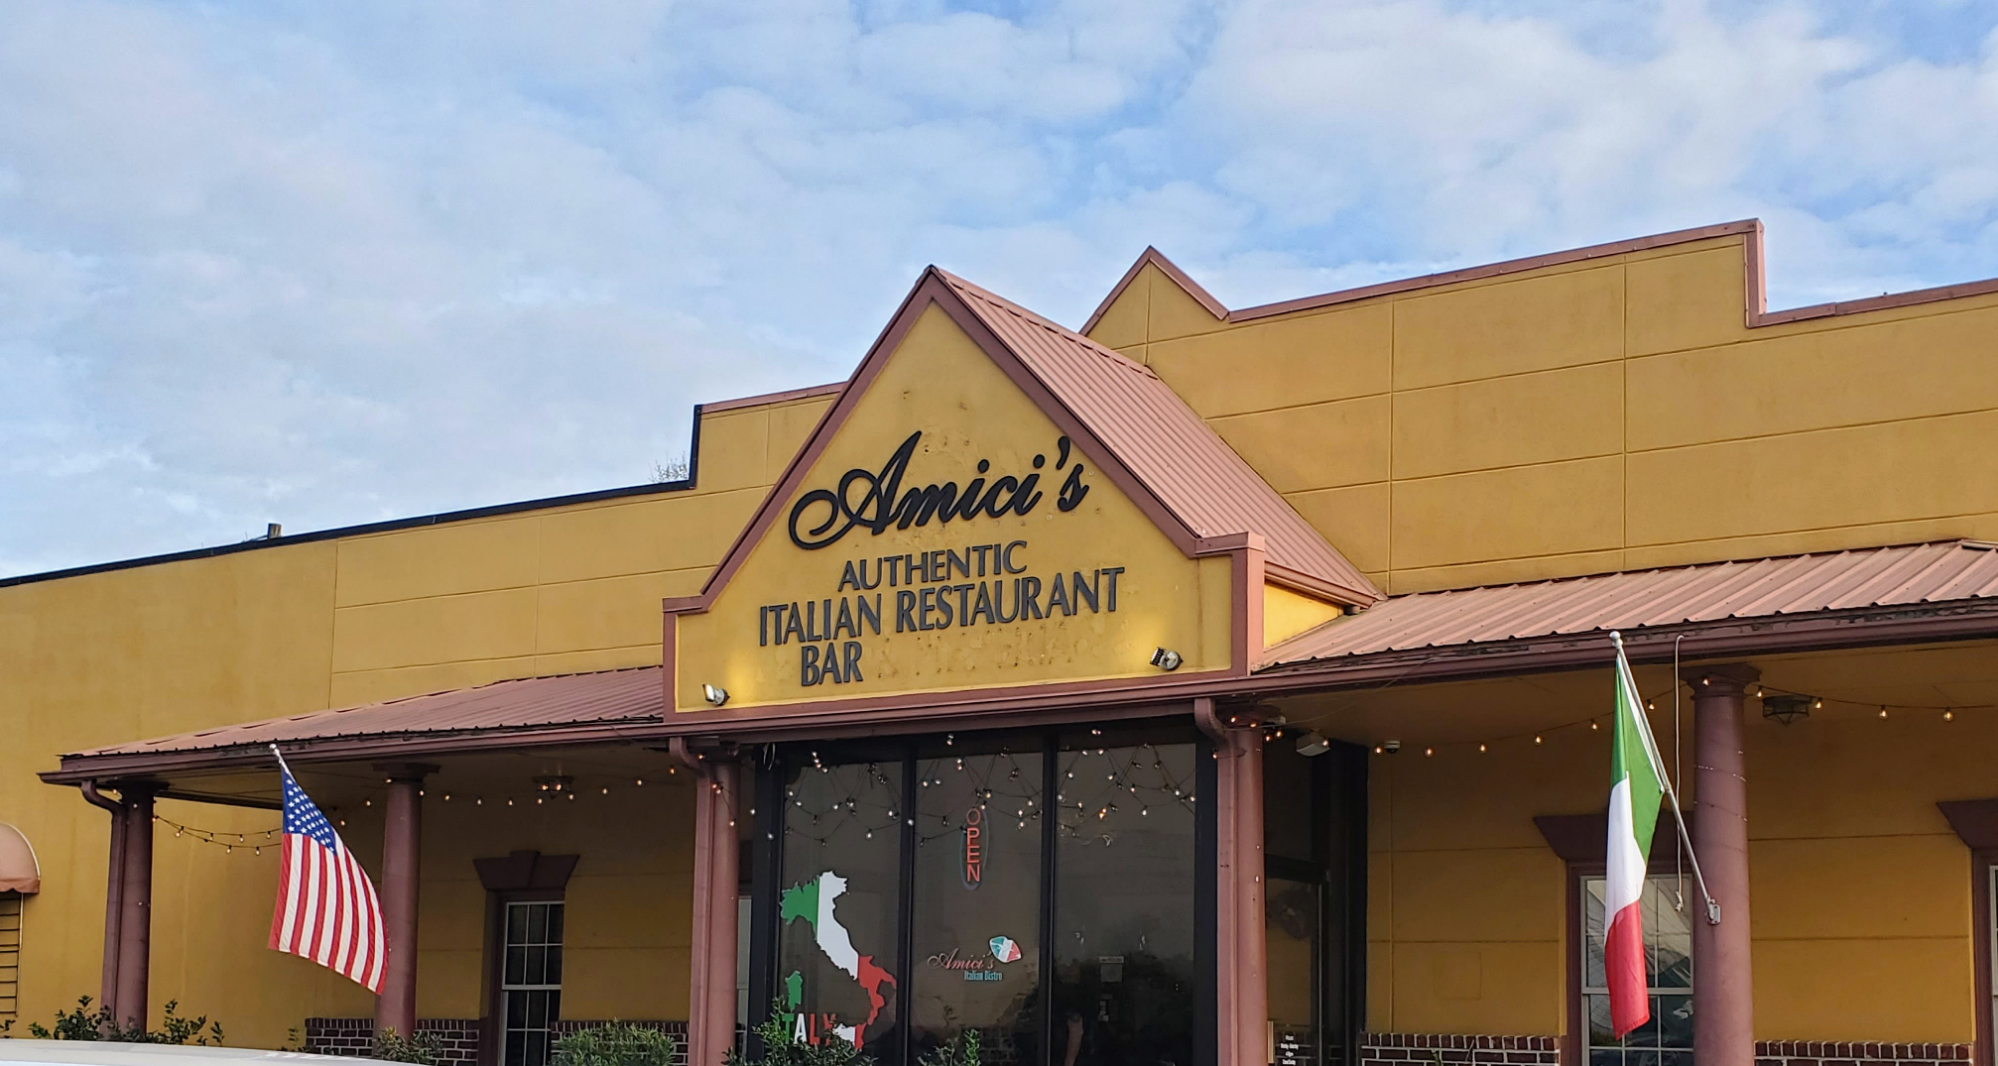 Amici's
AUTHENTIC
ITALIAN RESTAURANT
BAR
OPEN
Amici's
Italian Bistro
ITALY